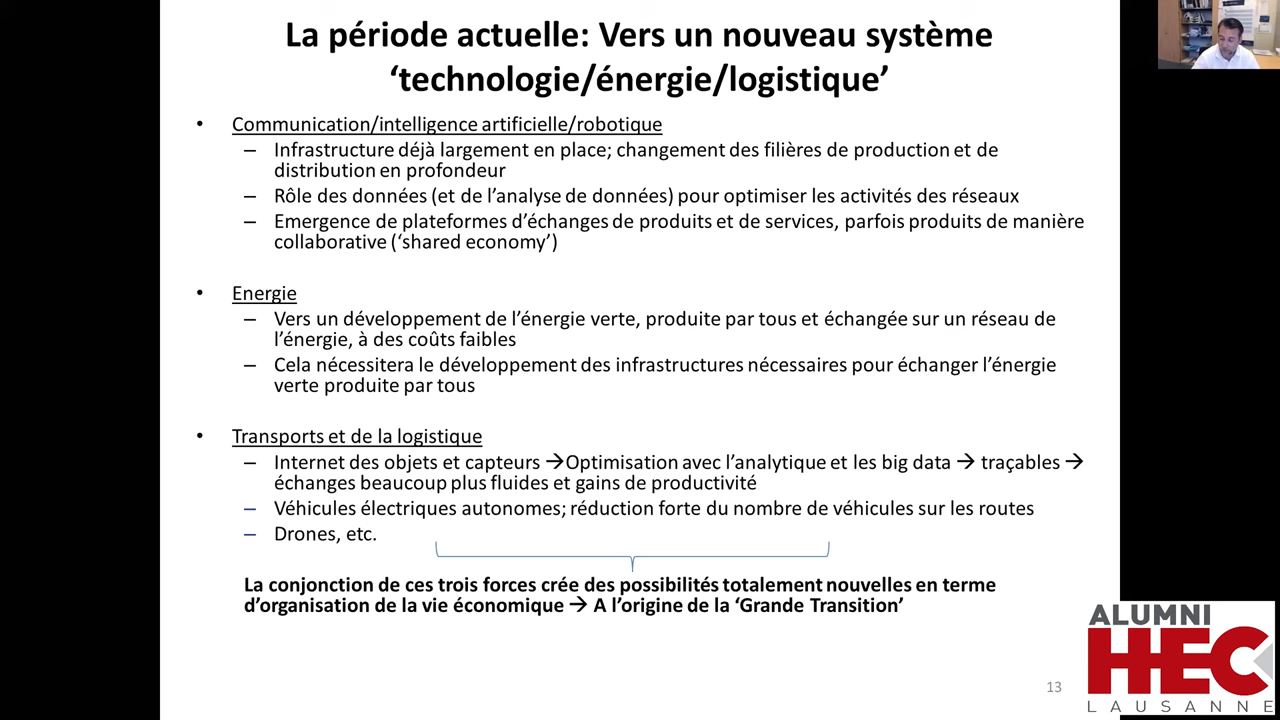 La période actuelle: Vers un nouveau système
‘technologie/énergie/logistique’
• Communication/intelligence artificielle/robotique
– Infrastructure déjà largement en place; changement des filières de production et de
distribution en profondeur
– Rôle des données (et de l’analyse de données) pour optimiser les activités des réseaux
– Emergence de plateformes d’échanges de produits et de services, parfois produits de manière
collaborative (‘shared economy’)
• Energie
– Vers un développement de l’énergie verte, produite par tous et échangée sur un réseau de
l’énergie, à des coûts faibles
– Cela nécessitera le développement des infrastructures nécessaires pour échanger l’énergie
verte produite par tous
• Transports et de la logistique
– Internet des objets et capteurs →Optimisation avec l’analytique et les big data → traçables →
échanges beaucoup plus fluides et gains de productivité
– Véhicules électriques autonomes; réduction forte du nombre de véhicules sur les routes
– Drones, etc.
La conjonction de ces trois forces crée des possibilités totalement nouvelles en terme
d’organisation de la vie économique → A l’origine de la ‘Grande Transition’
13
ALUMNI
HEC
LAUSANNE